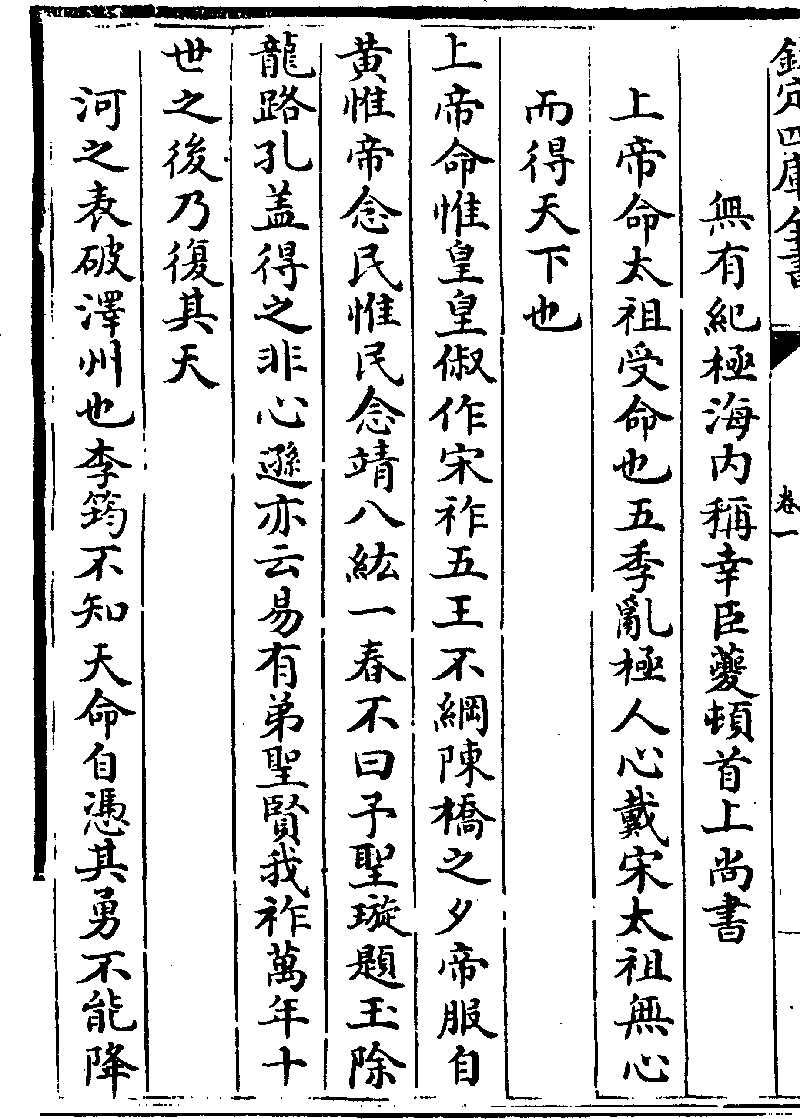 欽定四庫全書
卷一
無有紀極海内稱幸臣夔頓首上尚書
上帝命太祖受命也五季亂極人心戴宋太祖無心
而得天下也
上帝命惟皇皇俶作宋祚五王不綱陳橋之夕帝服自
黄惟帝念民惟民念靖八紘一春不曰予聖璇題玉除
龍路孔盖得之非心遜亦云易有弟聖賢我祚萬年十
世之後乃復其天
河之表破澤州也李筠不知天命自憑其勇不能降